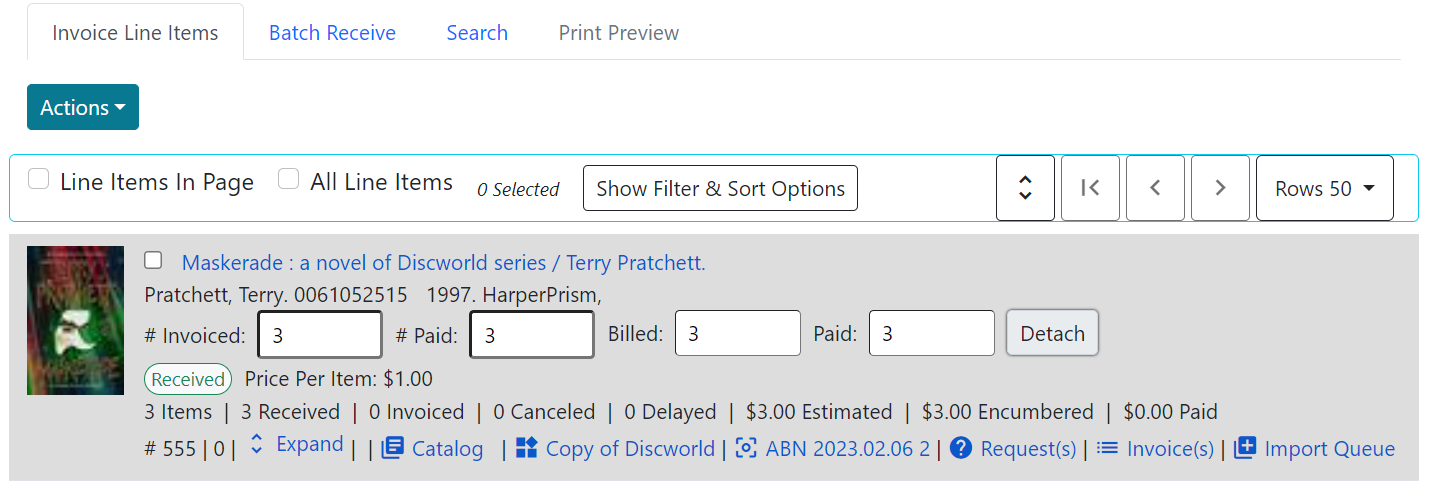 Invoice Line Items Batch Receive Search Print Preview
Actions
Line Items In Page All Line Items 0 Selected Show Filter & Sort Options Rows 50
Maskerade : a novel of Discworld series / Terry Pratchett.
Pratchett, Terry. 0061052515 1997. HarperPrism,
# Invoiced: 3 # Paid: 3 Billed: 3 Paid: 3 Detach
Received Price Per Item: $1.00
3 Items | 3 Received | 0 Invoiced | 0 Canceled | 0 Delayed | $3.00 Estimated | $3.00 Encumbered | $0.00 Paid
# 555 | 0 | Expand | | Catalog | Copy of Discworld | ABN 2023.02.06 2 | Request(s) | Invoice(s) | Import Queue